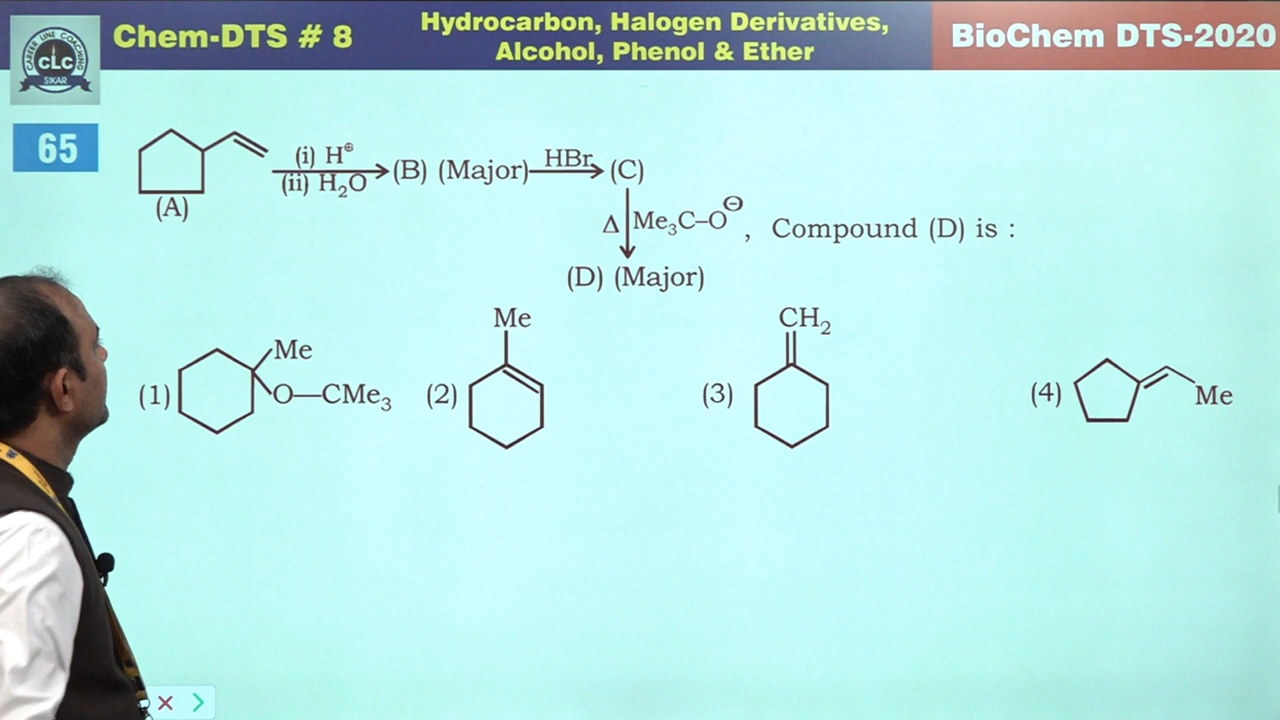 Chem-DTS # 8
Hydrocarbon, Halogen Derivatives,
Alcohol, Phenol & Ether
BioChem DTS-2020
CAREER LINE COACHING
CLC
SIKAR
65
(i) H⊕
(ii) H₂O
(A)
(B) (Major)
HBr
(C)
Δ Me₃C–O⊖ , Compound (D) is :
(D) (Major)
(1) Me
O—CMe₃
(2) Me
(3) CH₂
(4) Me